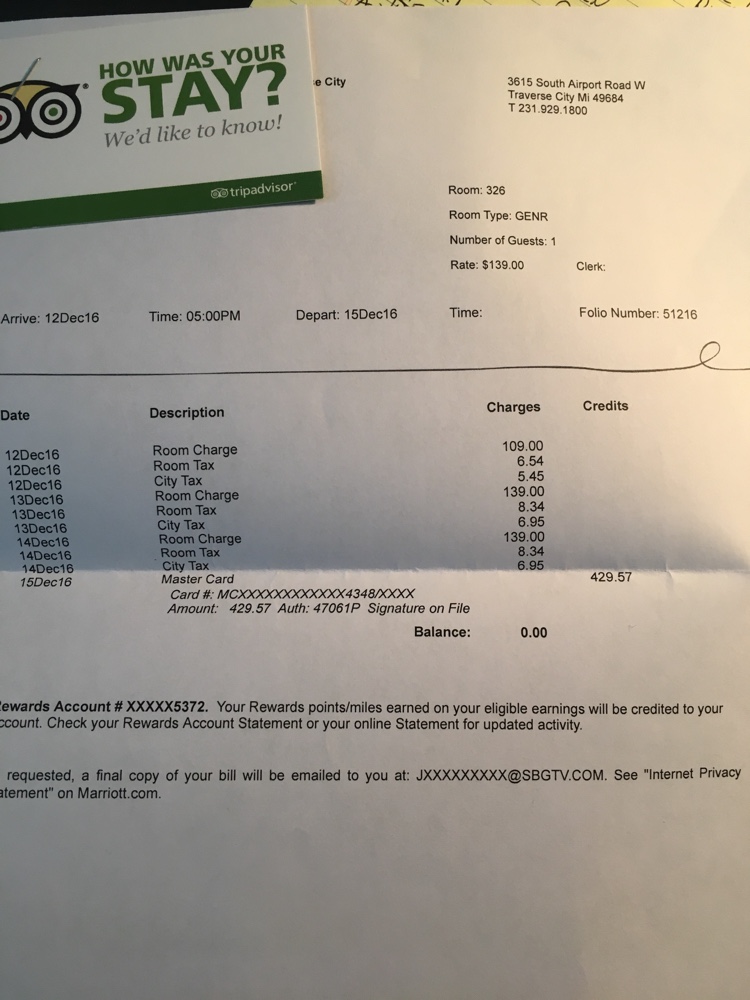 HOW WAS YOUR
STAY?
We'd like to know!
tripadvisor
e City
3615 South Airport Road W
Traverse City Mi 49684
T 231.929.1800
Room: 326
Room Type: GENR
Number of Guests: 1
Rate: $139.00 Clerk:
Arrive: 12Dec16 Time: 05:00PM Depart: 15Dec16 Time: Folio Number: 51216
Date Description Charges Credits
12Dec16 Room Charge 109.00
12Dec16 Room Tax 6.54
12Dec16 City Tax 5.45
13Dec16 Room Charge 139.00
13Dec16 Room Tax 8.34
13Dec16 City Tax 6.95
14Dec16 Room Charge 139.00
14Dec16 Room Tax 8.34
14Dec16 City Tax 6.95
15Dec16 Master Card 429.57
Card #: MCXXXXXXXXXXXX4348/XXXX
Amount: 429.57 Auth: 47061P Signature on File
Balance: 0.00
ewards Account # XXXXX5372. Your Rewards points/miles earned on your eligible earnings will be credited to your
ccount. Check your Rewards Account Statement or your online Statement for updated activity.
requested, a final copy of your bill will be emailed to you at: JXXXXXXXXX@SBGTV.COM. See "Internet Privacy
atement" on Marriott.com.